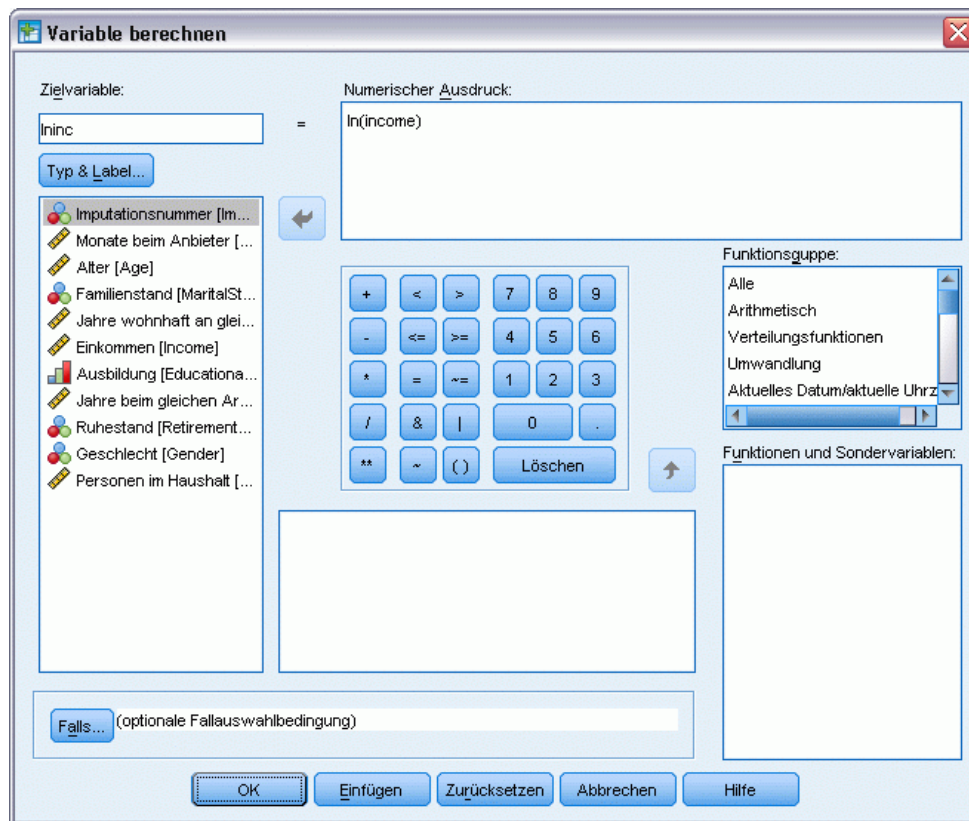 Variable berechnen
Zielvariable:
lninc
=
Numerischer Ausdruck:
ln(income)
Typ & Label...
Imputationsnummer [Im...
Monate beim Anbieter [...
Alter [Age]
Familienstand [MaritalSt...
Jahre wohnhaft an glei...
Einkommen [Income]
Ausbildung [Educationa...
Jahre beim gleichen Ar...
Ruhestand [Retirement...
Geschlecht [Gender]
Personen im Haushalt [...
+ < > 7 8 9
- <= >= 4 5 6
* = ~= 1 2 3
/ & | 0 .
** ~ ( ) Löschen
Funktionsgruppe:
Alle
Arithmetisch
Verteilungsfunktionen
Umwandlung
Aktuelles Datum/aktuelle Uhrz
Funktionen und Sondervariablen:
Falls...
(optionale Fallauswahlbedingung)
OK
Einfügen
Zurücksetzen
Abbrechen
Hilfe